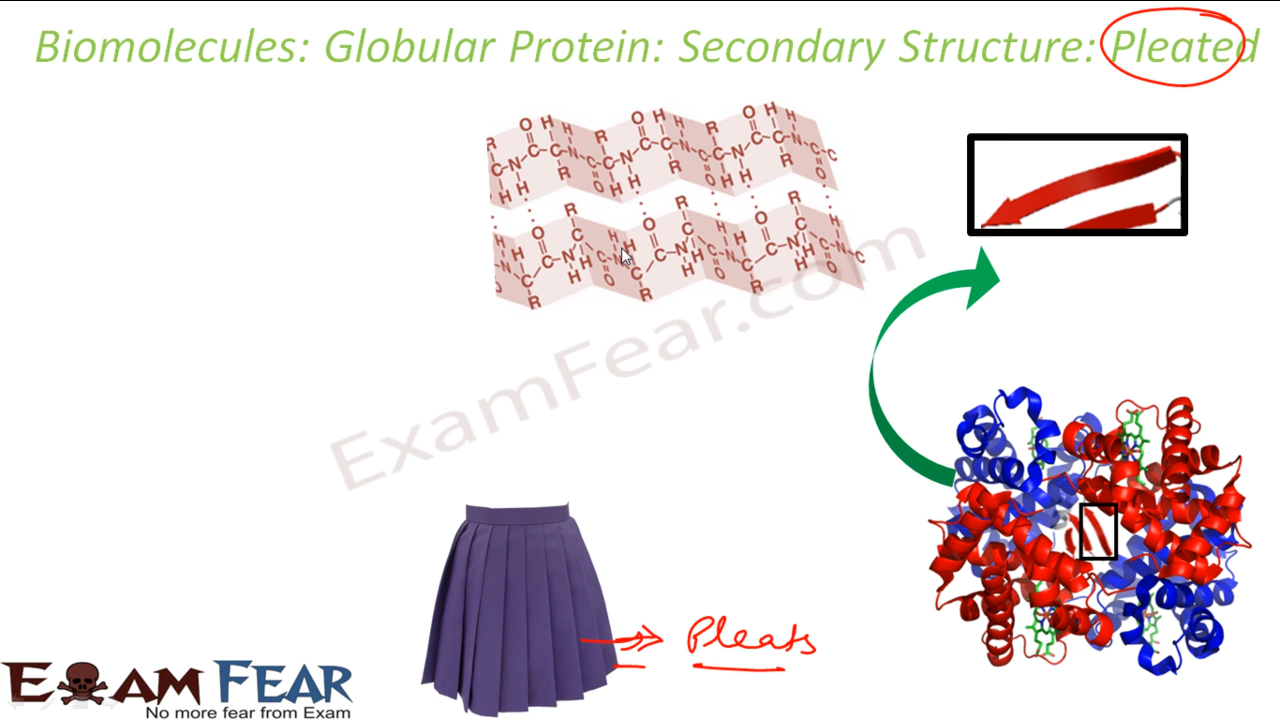 Biomolecules: Globular Protein: Secondary Structure: Pleated
ExamFear.com
Pleats
EXAM FEAR
No more fear from Exam